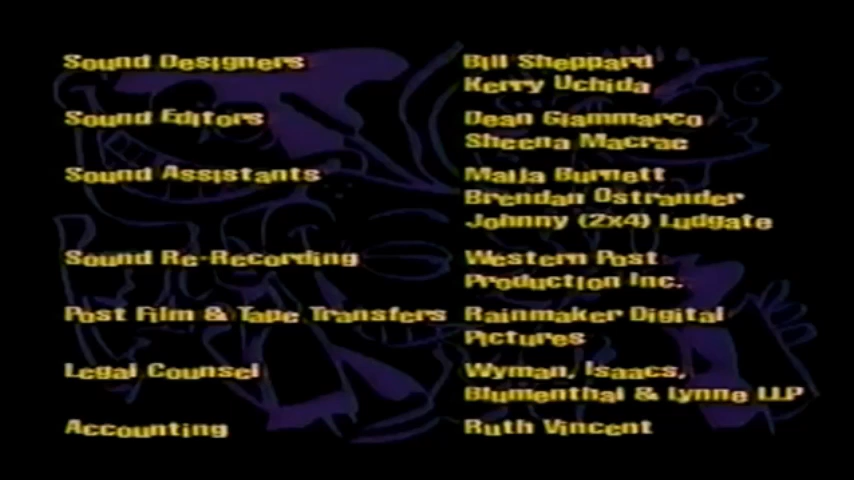 Sound Designers Bill Sheppard
Kerry Uchida
Sound Editors Dean Giammarco
Sheena Macrae
Sound Assistants Maija Burnett
Brendan Ostrander
Johnny (2x4) Ludgate
Sound Re-Recording Western Post
Production Inc.
Post Film & Tape Transfers Rainmaker Digital
Pictures
Legal Counsel Wyman, Isaacs,
Blumenthal & Lynne LLP
Accounting Ruth Vincent